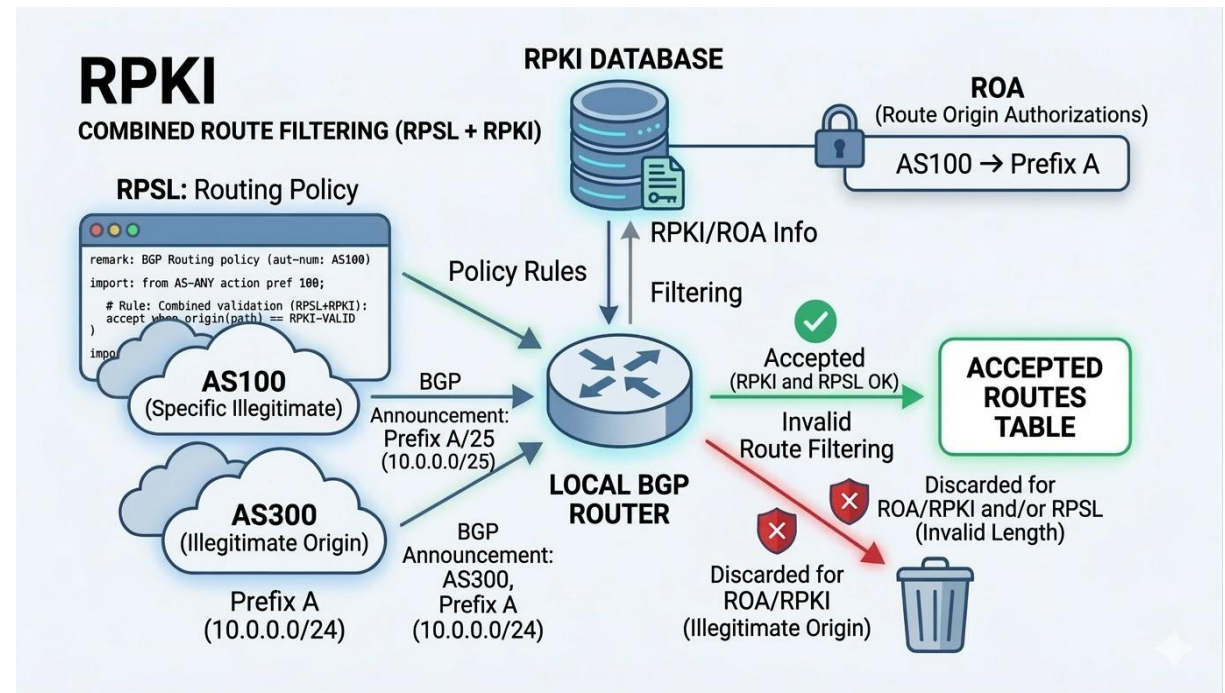 RPKI
COMBINED ROUTE FILTERING (RPSL + RPKI)
RPKI DATABASE
ROA
(Route Origin Authorizations)
AS100 → Prefix A
RPSL: Routing Policy
remark: BGP Routing policy (aut-num: AS100)
import: from AS-ANY action pref 100;
# Rule: Combined validation (RPSL+RPKI):
accept when origin(path) == RPKI-VALID
)
impo
Policy Rules
RPKI/ROA Info
Filtering
AS100
(Specific Illegitimate)
BGP
Announcement:
Prefix A/25
(10.0.0.0/25)
AS300
(Illegitimate Origin)
Prefix A
(10.0.0.0/24)
BGP
Announcement:
AS300,
Prefix A
(10.0.0.0/24)
LOCAL BGP
ROUTER
Accepted
(RPKI and RPSL OK)
Invalid
Route Filtering
ACCEPTED
ROUTES
TABLE
Discarded for
ROA/RPKI and/or RPSL
(Invalid Length)
Discarded for
ROA/RPKI
(Illegitimate Origin)